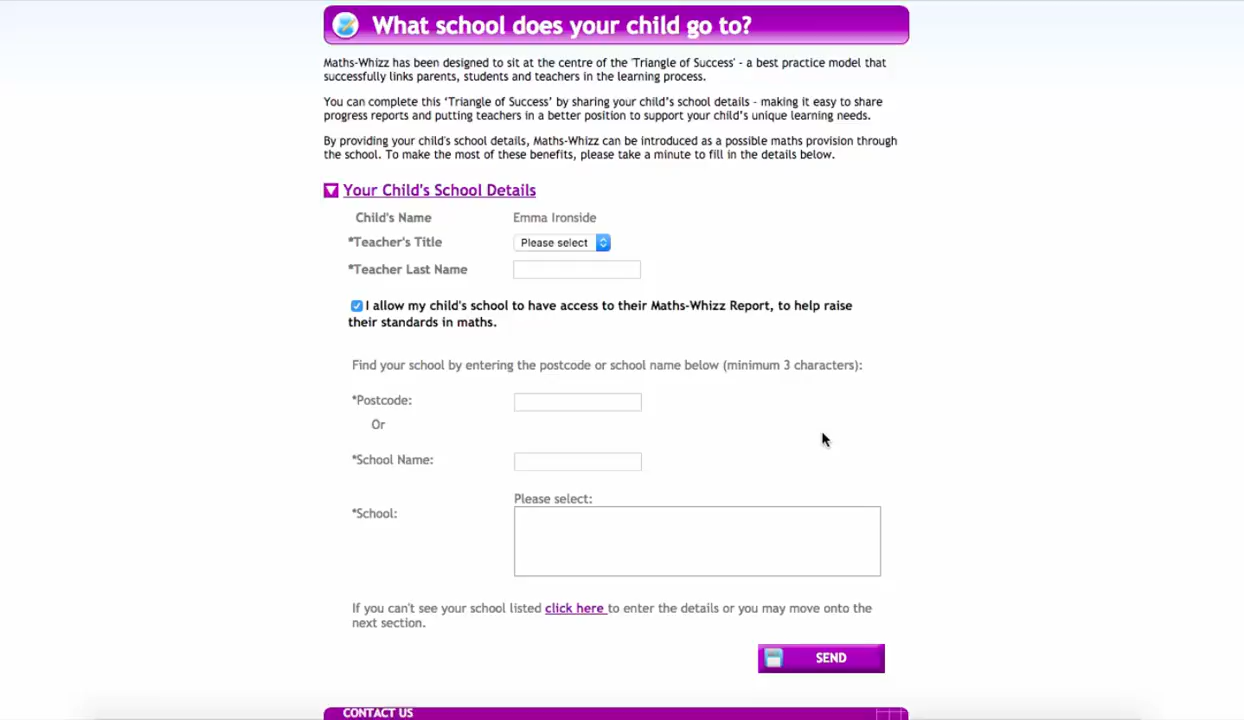 What school does your child go to?
Maths-Whizz has been designed to sit at the centre of the 'Triangle of Success' - a best practice model that
successfully links parents, students and teachers in the learning process.
You can complete this 'Triangle of Success' by sharing your child's school details - making it easy to share
progress reports and putting teachers in a better position to support your child's unique learning needs.
By providing your child's school details, Maths-Whizz can be introduced as a possible maths provision through
the school. To make the most of these benefits, please take a minute to fill in the details below.
Your Child's School Details
Child's Name Emma Ironside
*Teacher's Title Please select
*Teacher Last Name
I allow my child's school to have access to their Maths-Whizz Report, to help raise
their standards in maths.
Find your school by entering the postcode or school name below (minimum 3 characters):
*Postcode:
Or
*School Name:
Please select:
*School:
If you can't see your school listed click here to enter the details or you may move onto the
next section.
SEND
CONTACT US